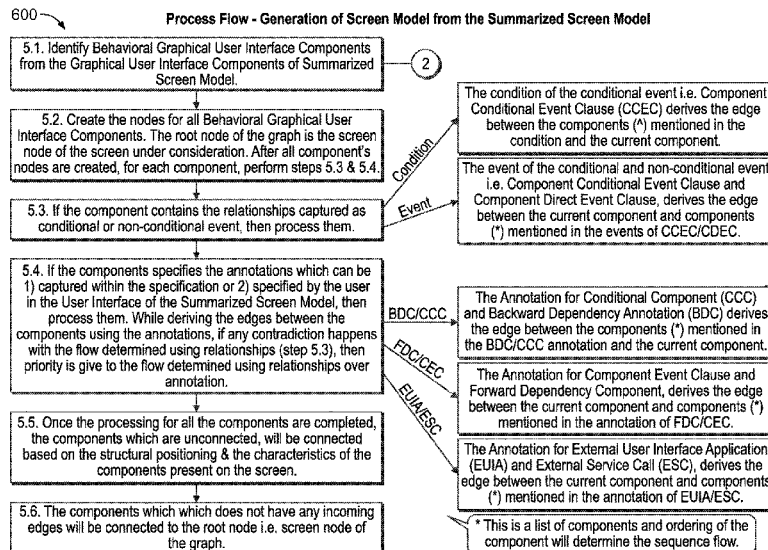 600
Process Flow - Generation of Screen Model from the Summarized Screen Model
5.1. Identify Behavioral Graphical User Interface Components
from the Graphical User Interface Components of Summarized
Screen Model.
2
5.2. Create the nodes for all Behavioral Graphical User
Interface Components. The root node of the graph is the screen
node of the screen under consideration. After all component's
nodes are created, for each component, perform steps 5.3 & 5.4.
5.3. If the component contains the relationships captured as
conditional or non-conditional event, then process them.
Condition
Event
The condition of the conditional event i.e. Component
Conditional Event Clause (CCEC) derives the edge
between the components (^) mentioned in the
condition and the current component.
The event of the conditional and non-conditional event
i.e. Component Conditional Event Clause and
Component Direct Event Clause, derives the edge
between the current component and components
(*) mentioned in the events of CCEC/CDEC.
5.4. If the components specifies the annotations which can be
1) captured within the specification or 2) specified by the user
in the User Interface of the Summarized Screen Model, then
process them. While deriving the edges between the
components using the annotations, if any contradiction happens
with the flow determined using relationships (step 5.3), then
priority is give to the flow determined using relationships over
annotation.
BDC/CCC
FDC/CEC
EUIA/ESC
The Annotation for Conditional Component (CCC)
and Backward Dependency Annotation (BDC) derives
the edge between the components (*) mentioned in
the BDC/CCC annotation and the current component.
The Annotation for Component Event Clause and
Forward Dependency Component, derives the edge
between the current component and components (*)
mentioned in the annotation of FDC/CEC.
The Annotation for External User Interface Application
(EUIA) and External Service Call (ESC), derives the
edge between the current component and components
(*) mentioned in the annotation of EUIA/ESC.
5.5. Once the processing for all the components are completed,
the components which are unconnected, will be connected
based on the structural positioning & the characteristics of the
components present on the screen.
5.6. The components which which does not have any incoming
edges will be connected to the root node i.e. screen node of
the graph.
* This is a list of components and ordering of the
component will determine the sequence flow.